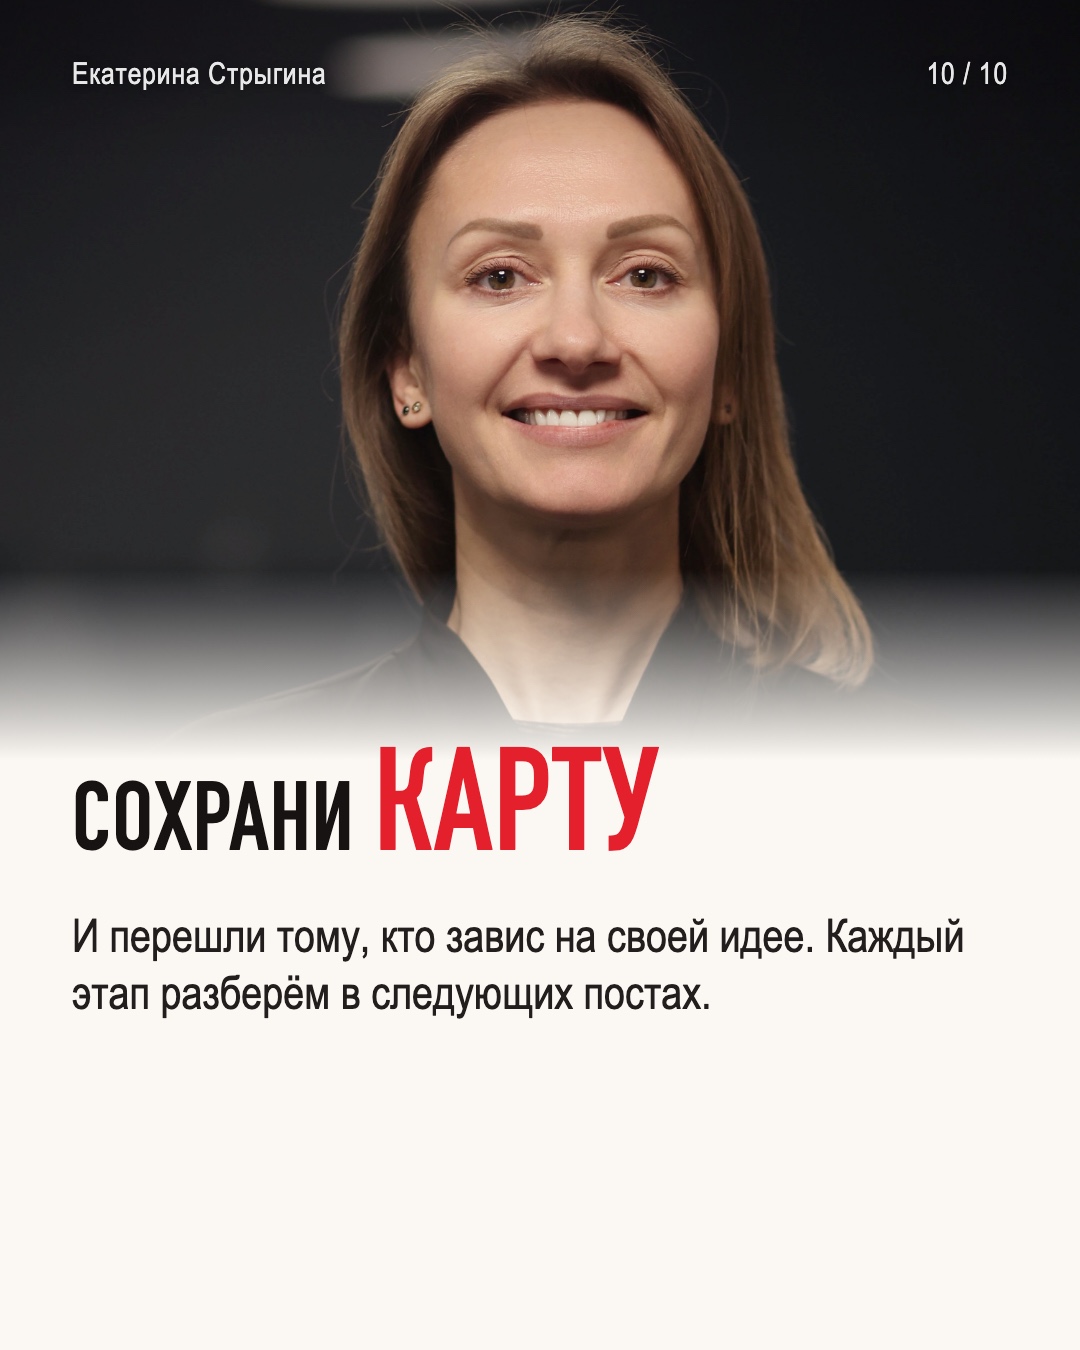 Екатерина Стрыгина
10 / 10
СОХРАНИ КАРТУ
И перешли тому, кто завис на своей идее. Каждый
этап разберём в следующих постах.